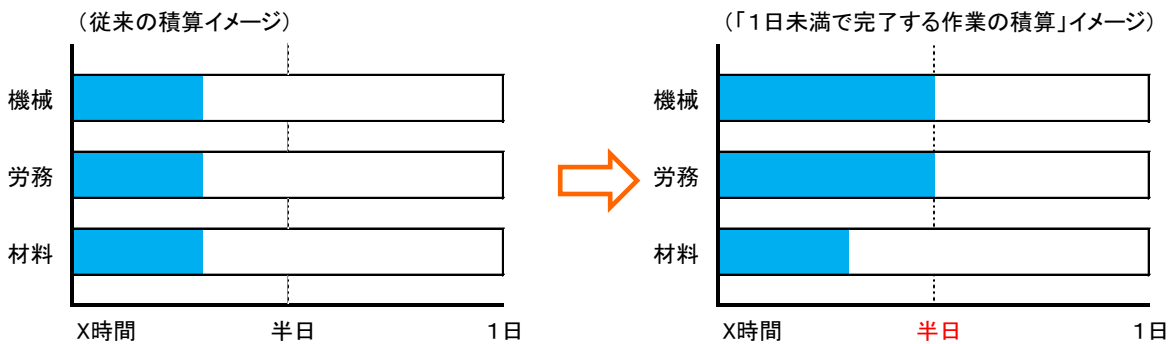 （従来の積算イメージ）
機械
労務
材料
X時間 半日 1日
（「１日未満で完了する作業の積算」イメージ）
機械
労務
材料
X時間 半日 1日